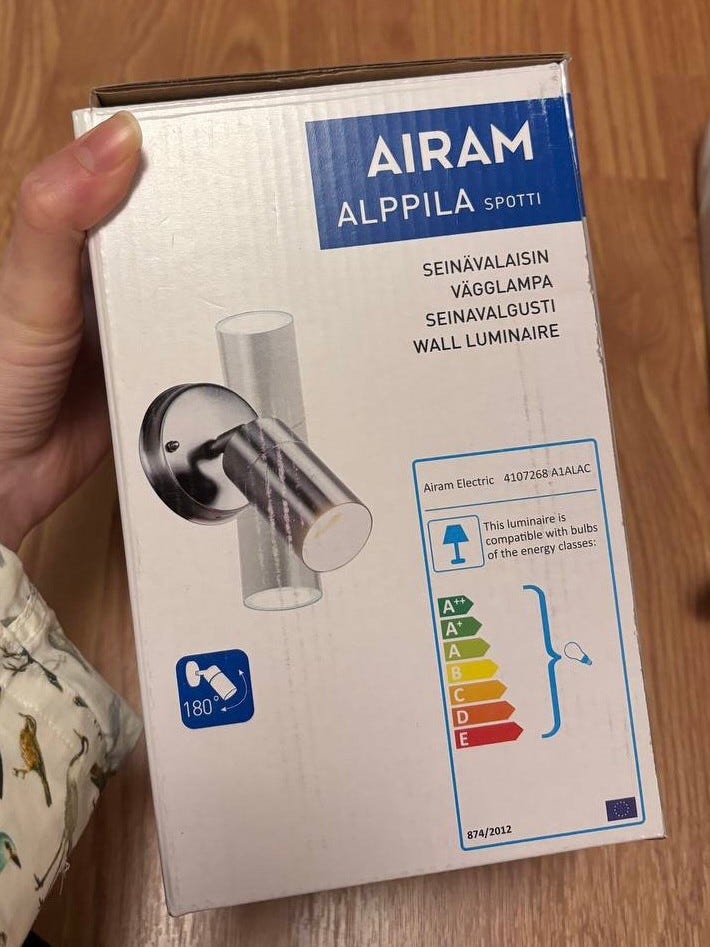 AIRAM
ALPPILA SPOTTI
SEINÄVALAISIN
VÄGGLAMPA
SEINAVALGUSTI
WALL LUMINAIRE
Airam Electric 4107268 A1ALAC
This luminaire is
compatible with bulbs
of the energy classes:
A++
A+
A
B
C
D
E
180°
874/2012